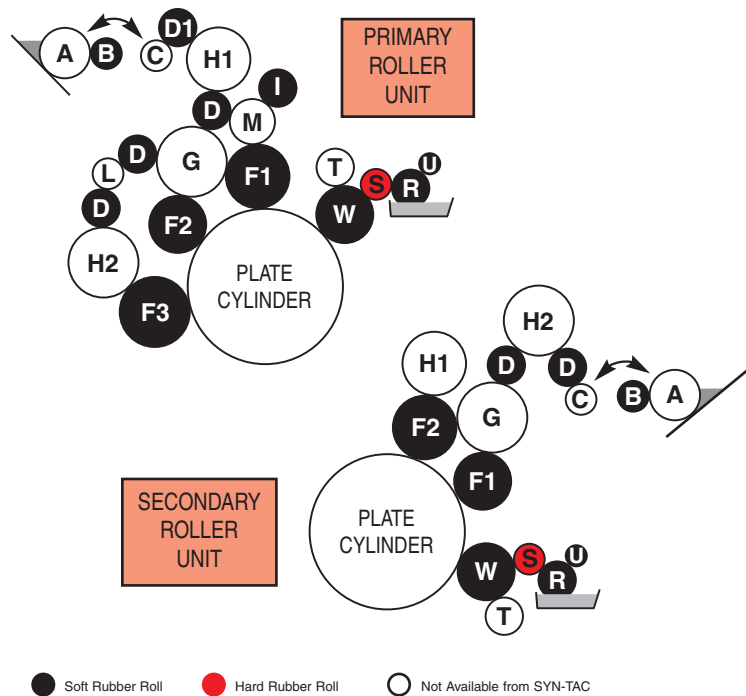 D1
A
B
C
H1
PRIMARY
ROLLER
UNIT
I
D
M
D
G
T
U
L
F1
S
R
D
F2
W
H2
PLATE
CYLINDER
F3
H2
H1
D
D
C
B
A
G
F2
F1
SECONDARY
ROLLER
UNIT
PLATE
CYLINDER
S
U
W
R
T
Soft Rubber Roll
Hard Rubber Roll
Not Available from SYN-TAC